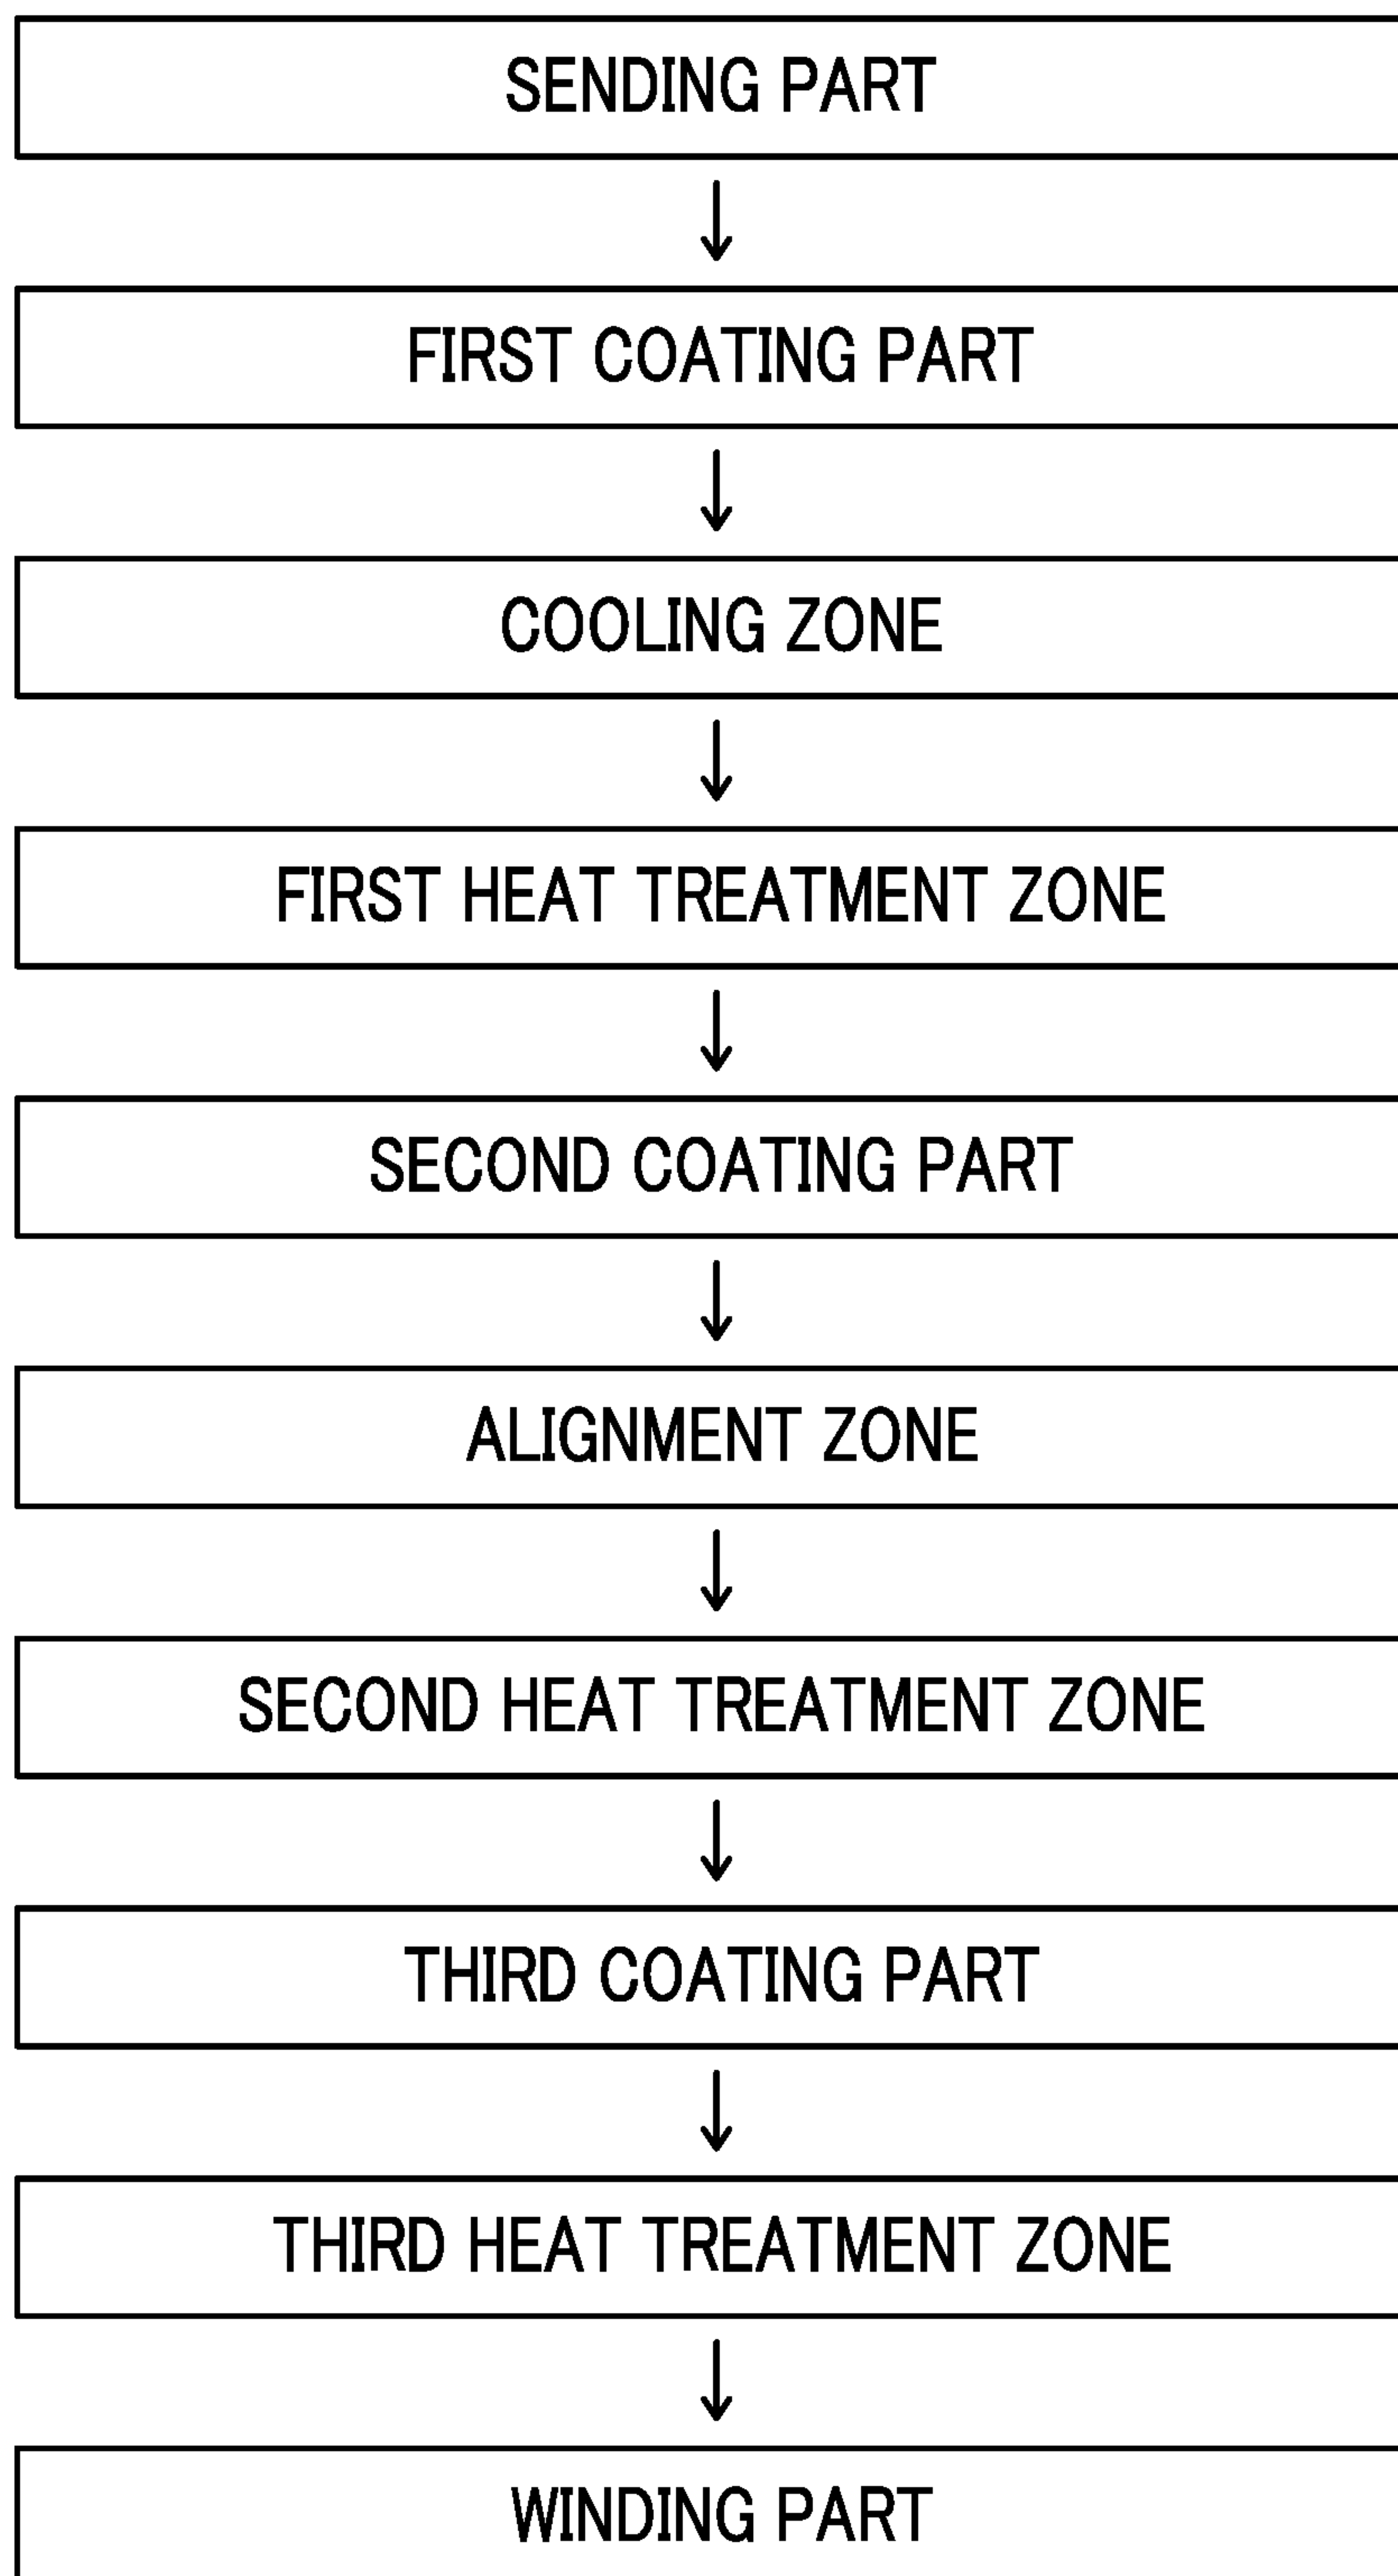 SENDING PART
FIRST COATING PART
COOLING ZONE
FIRST HEAT TREATMENT ZONE
SECOND COATING PART
ALIGNMENT ZONE
SECOND HEAT TREATMENT ZONE
THIRD COATING PART
THIRD HEAT TREATMENT ZONE
WINDING PART